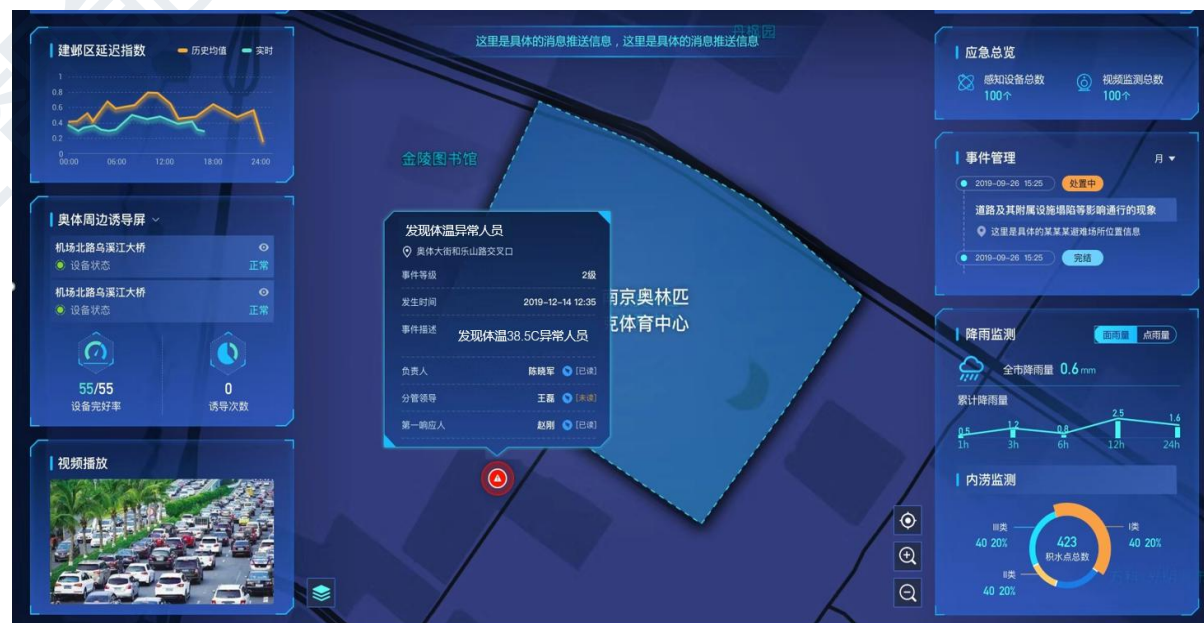 建邺区延迟指数
历史均值
实时
1
0.8
0.6
0.4
0.2
0
00:00 06:00 12:00 18:00 24:00
奥体周边诱导屏
机场北路乌溪江大桥
设备状态 正常
机场北路乌溪江大桥
设备状态 正常
55/55
设备完好率
0
诱导次数
视频播放
这里是具体的消息推送信息，这里是具体的消息推送信息
金陵图书馆
发现体温异常人员
奥体大街和乐山路交叉口
事件等级 2级
发生时间 2019-12-14 12:35
事件描述 发现体温38.5C异常人员
负责人 陈晓军 [已读]
分管领导 王磊 [未读]
第一响应人 赵刚 [已读]
京奥林匹
体育中心
应急总览
感知设备总数
100个
视频监测总数
100个
事件管理 月
2019-09-26 15:25 处置中
道路及其附属设施塌陷等影响通行的现象
这里是具体的某某某避难场所位置信息
2019-09-26 15:25 完结
降雨监测 面雨量 点雨量
全市降雨量 0.6 mm
累计降雨量
0.5 1.2 0.8 2.5 1.6
1h 3h 6h 12h 24h
内涝监测
III类
40 20%
I类
40 20%
423
积水点总数
II类
40 20%